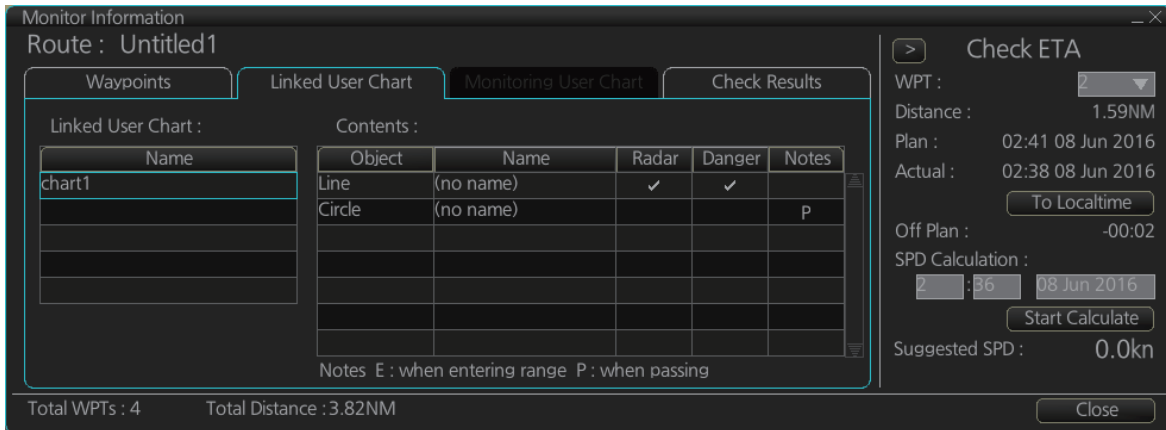 Monitor Information
Route : Untitled1
Waypoints Linked User Chart Monitoring User Chart Check Results
Linked User Chart : Contents :
Name Object Name Radar Danger Notes
chart1 Line (no name) ✓ ✓
Circle (no name) P
Notes E : when entering range P : when passing
> Check ETA
WPT : 2
Distance : 1.59NM
Plan : 02:41 08 Jun 2016
Actual : 02:38 08 Jun 2016
To Localtime
Off Plan : -00:02
SPD Calculation :
2 : 36 08 Jun 2016
Start Calculate
Suggested SPD : 0.0kn
Total WPTs : 4 Total Distance : 3.82NM Close